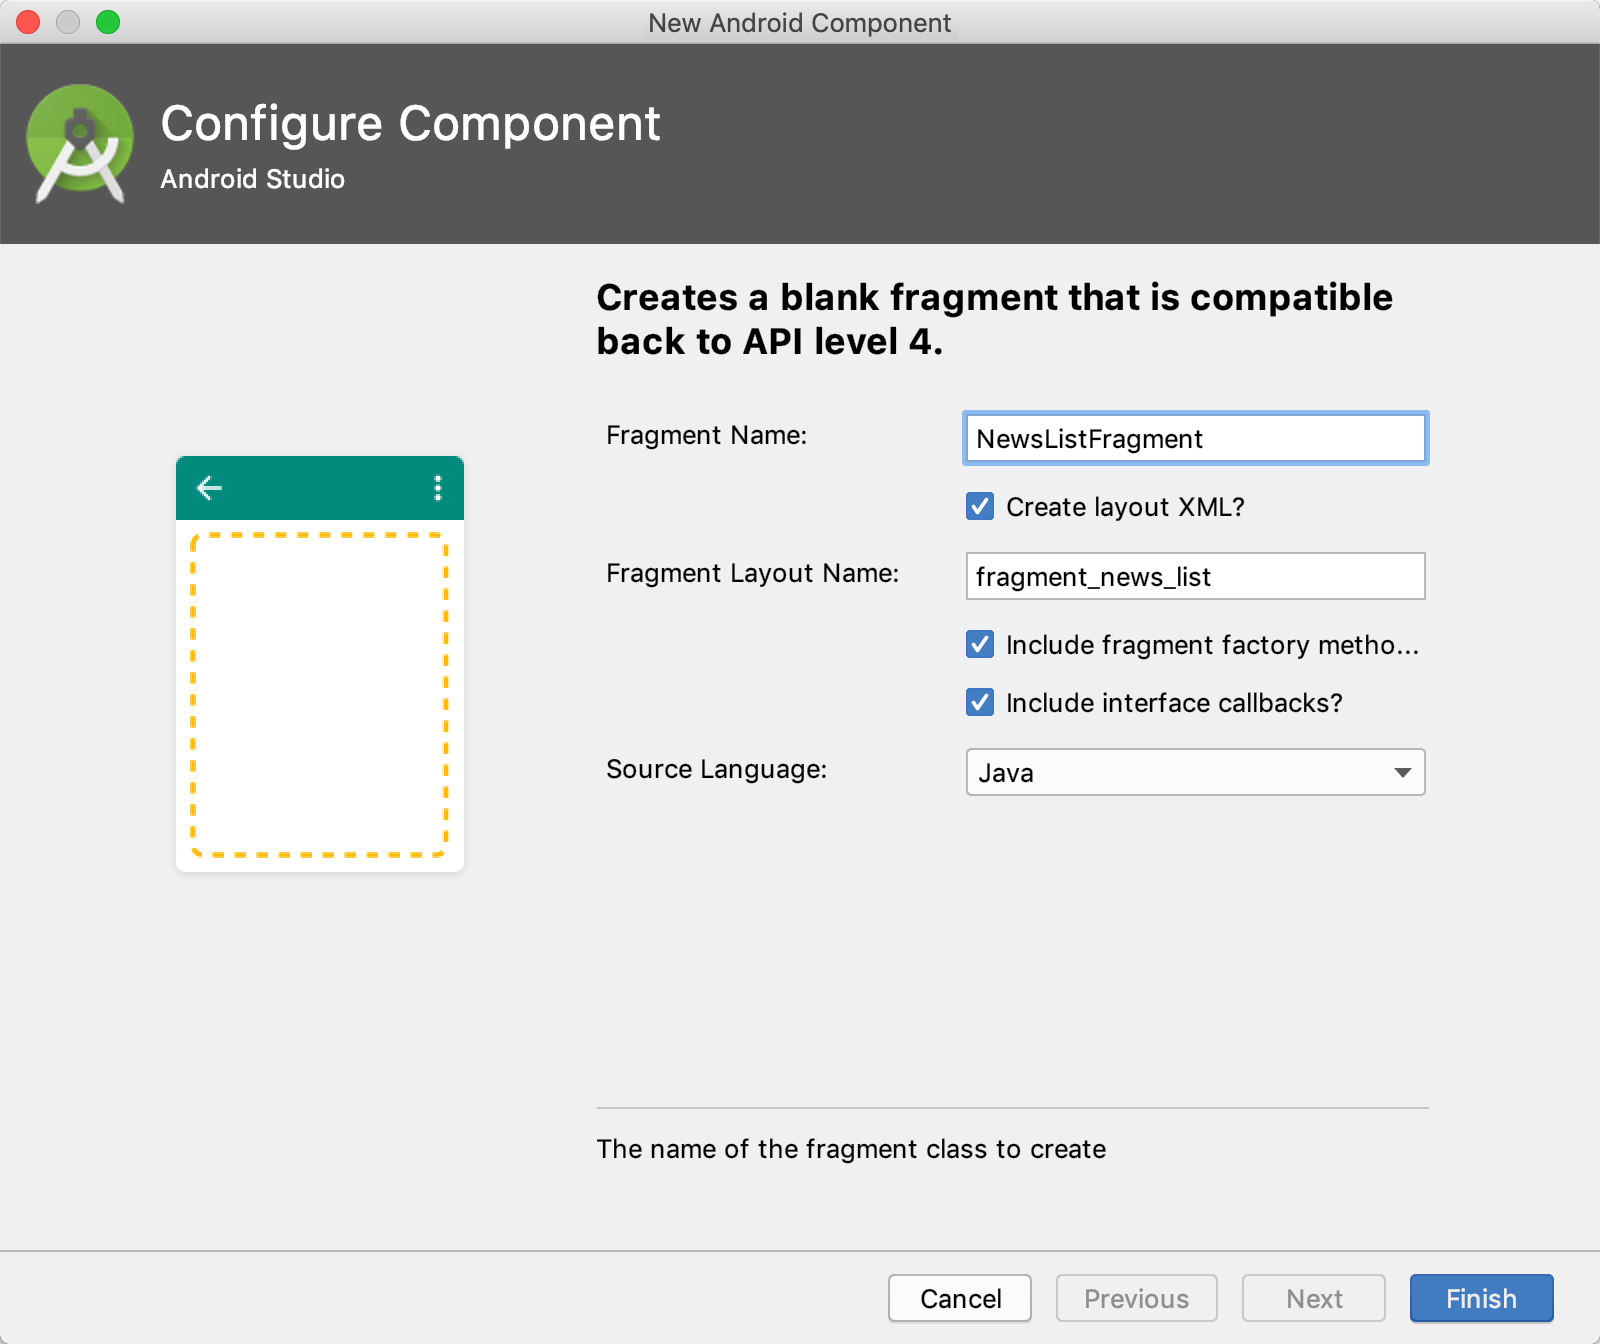 New Android Component
Configure Component
Android Studio
Creates a blank fragment that is compatible
back to API level 4.
Fragment Name:
NewsListFragment
Create layout XML?
Fragment Layout Name:
fragment_news_list
Include fragment factory metho...
Include interface callbacks?
Source Language:
Java
The name of the fragment class to create
Cancel
Previous
Next
Finish